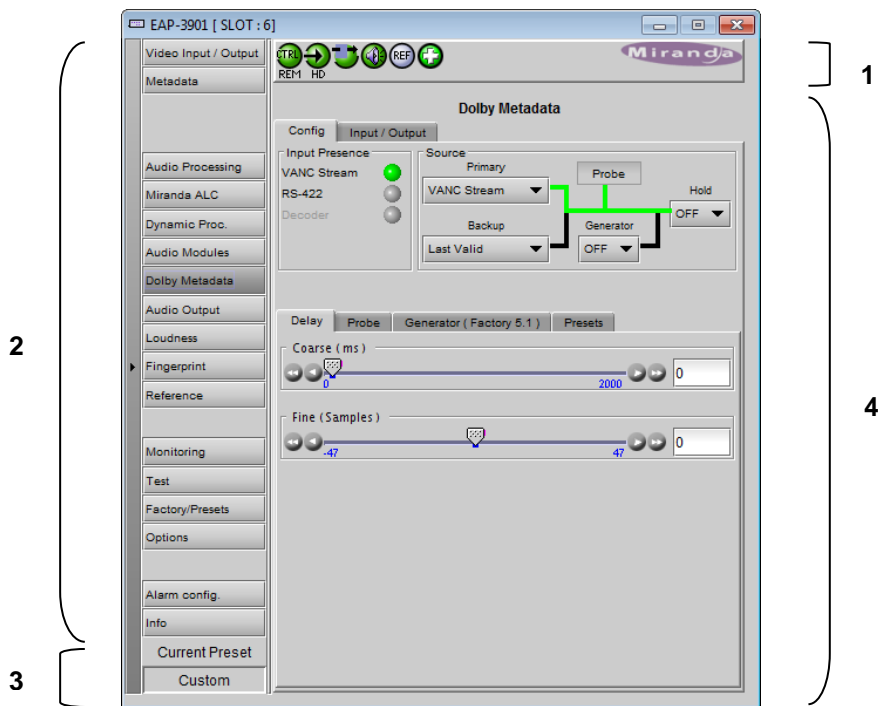 EAP-3901 [ SLOT : 6]
Video Input / Output
Metadata
Audio Processing
Miranda ALC
Dynamic Proc.
Audio Modules
Dolby Metadata
Audio Output
Loudness
Fingerprint
Reference
Monitoring
Test
Factory/Presets
Options
Alarm config.
Info
Current Preset
Custom
CTRL
REM
HD
REF
Miranda
Dolby Metadata
Config
Input / Output
Input Presence
VANC Stream
RS-422
Decoder
Source
Primary
VANC Stream
Probe
Hold
OFF
Backup
Last Valid
Generator
OFF
Delay
Probe
Generator ( Factory 5.1 )
Presets
Coarse ( ms )
0
2000
0
Fine (Samples )
-47
47
0
1
2
3
4